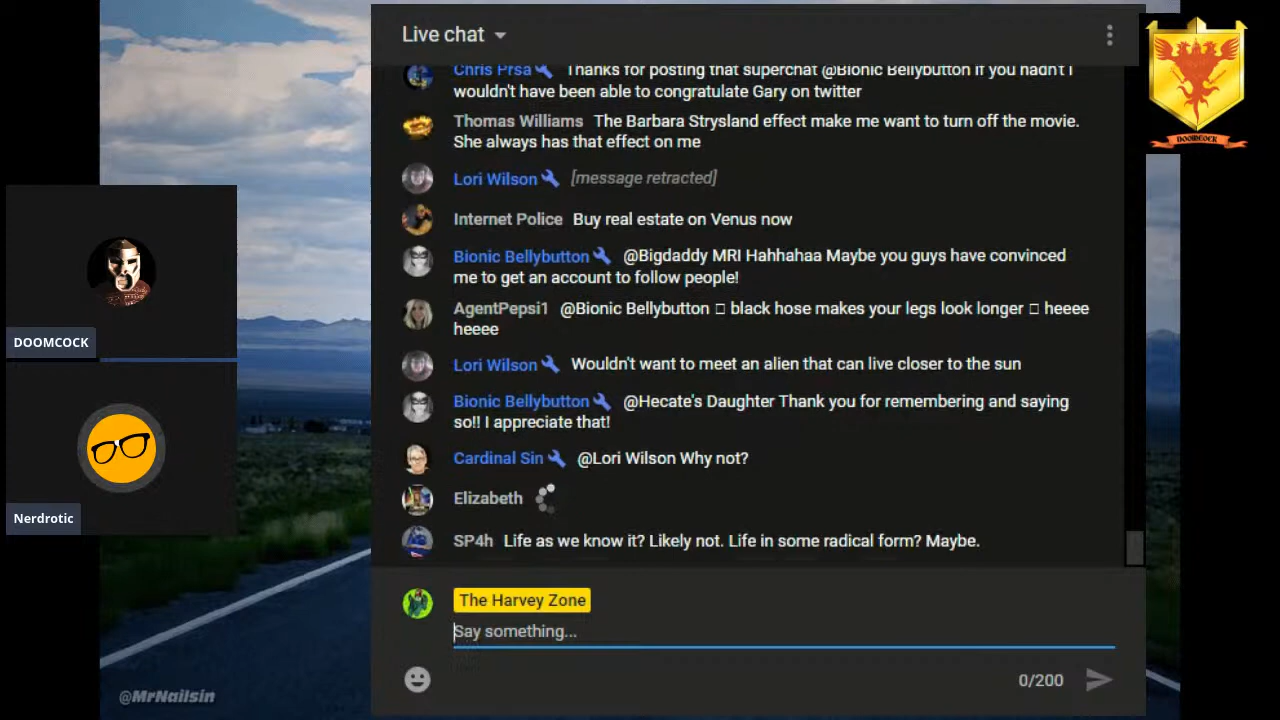 Live chat
Chris Prsa Thanks for posting that superchat @Bionic Bellybutton if you hadn't I
wouldn't have been able to congratulate Gary on twitter
Thomas Williams The Barbara Strysland effect make me want to turn off the movie.
She always has that effect on me
Lori Wilson [message retracted]
Internet Police Buy real estate on Venus now
Bionic Bellybutton @Bigdaddy MRI Hahhahaa Maybe you guys have convinced
me to get an account to follow people!
AgentPepsi1 @Bionic Bellybutton □ black hose makes your legs look longer □ heeee
heeee
Lori Wilson Wouldn't want to meet an alien that can live closer to the sun
Bionic Bellybutton @Hecate's Daughter Thank you for remembering and saying
so!! I appreciate that!
Cardinal Sin @Lori Wilson Why not?
Elizabeth
SP4h Life as we know it? Likely not. Life in some radical form? Maybe.
The Harvey Zone
Say something...
0/200
DOOMCOCK
Nerdrotic
@MrNailsin
DOOMCOCK